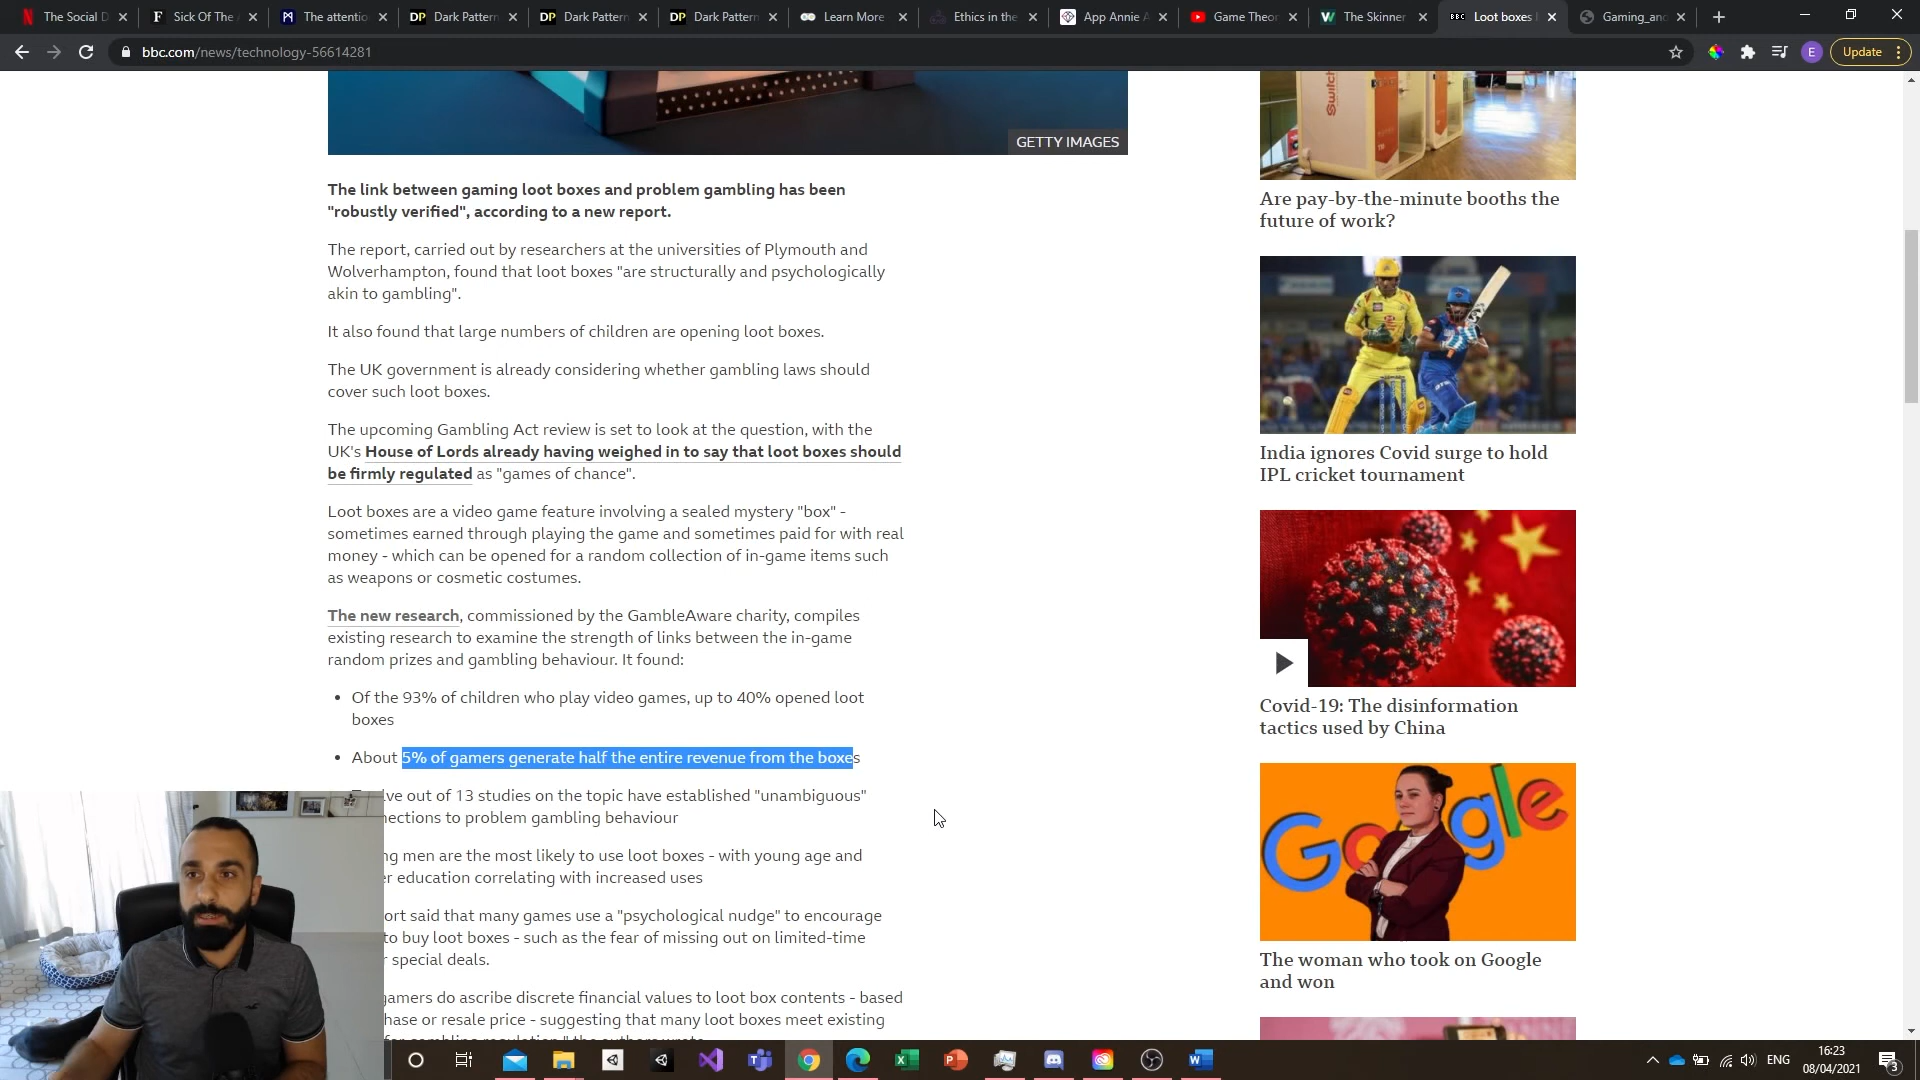 The Social D
Sick Of The
The attentio
Dark Pattern
Dark Pattern
Dark Pattern
Learn More
Ethics in the
App Annie A
Game Theor
The Skinner
Loot boxes
Gaming_and
bbc.com/news/technology-56614281
E
Update
GETTY IMAGES
The link between gaming loot boxes and problem gambling has been
"robustly verified", according to a new report.
The report, carried out by researchers at the universities of Plymouth and
Wolverhampton, found that loot boxes "are structurally and psychologically
akin to gambling".
It also found that large numbers of children are opening loot boxes.
The UK government is already considering whether gambling laws should
cover such loot boxes.
The upcoming Gambling Act review is set to look at the question, with the
UK's House of Lords already having weighed in to say that loot boxes should
be firmly regulated as "games of chance".
Loot boxes are a video game feature involving a sealed mystery "box" -
sometimes earned through playing the game and sometimes paid for with real
money - which can be opened for a random collection of in-game items such
as weapons or cosmetic costumes.
The new research, commissioned by the GambleAware charity, compiles
existing research to examine the strength of links between the in-game
random prizes and gambling behaviour. It found:
• Of the 93% of children who play video games, up to 40% opened loot
boxes
• About 5% of gamers generate half the entire revenue from the boxes
out of 13 studies on the topic have established "unambiguous"
nections to problem gambling behaviour
ng men are the most likely to use loot boxes - with young age and
er education correlating with increased uses
ort said that many games use a "psychological nudge" to encourage
to buy loot boxes - such as the fear of missing out on limited-time
r special deals.
gamers do ascribe discrete financial values to loot box contents - based
hase or resale price - suggesting that many loot boxes meet existing
Switch
Are pay-by-the-minute booths the
future of work?
India ignores Covid surge to hold
IPL cricket tournament
Covid-19: The disinformation
tactics used by China
Google
The woman who took on Google
and won
ENG
16:23
08/04/2021
3